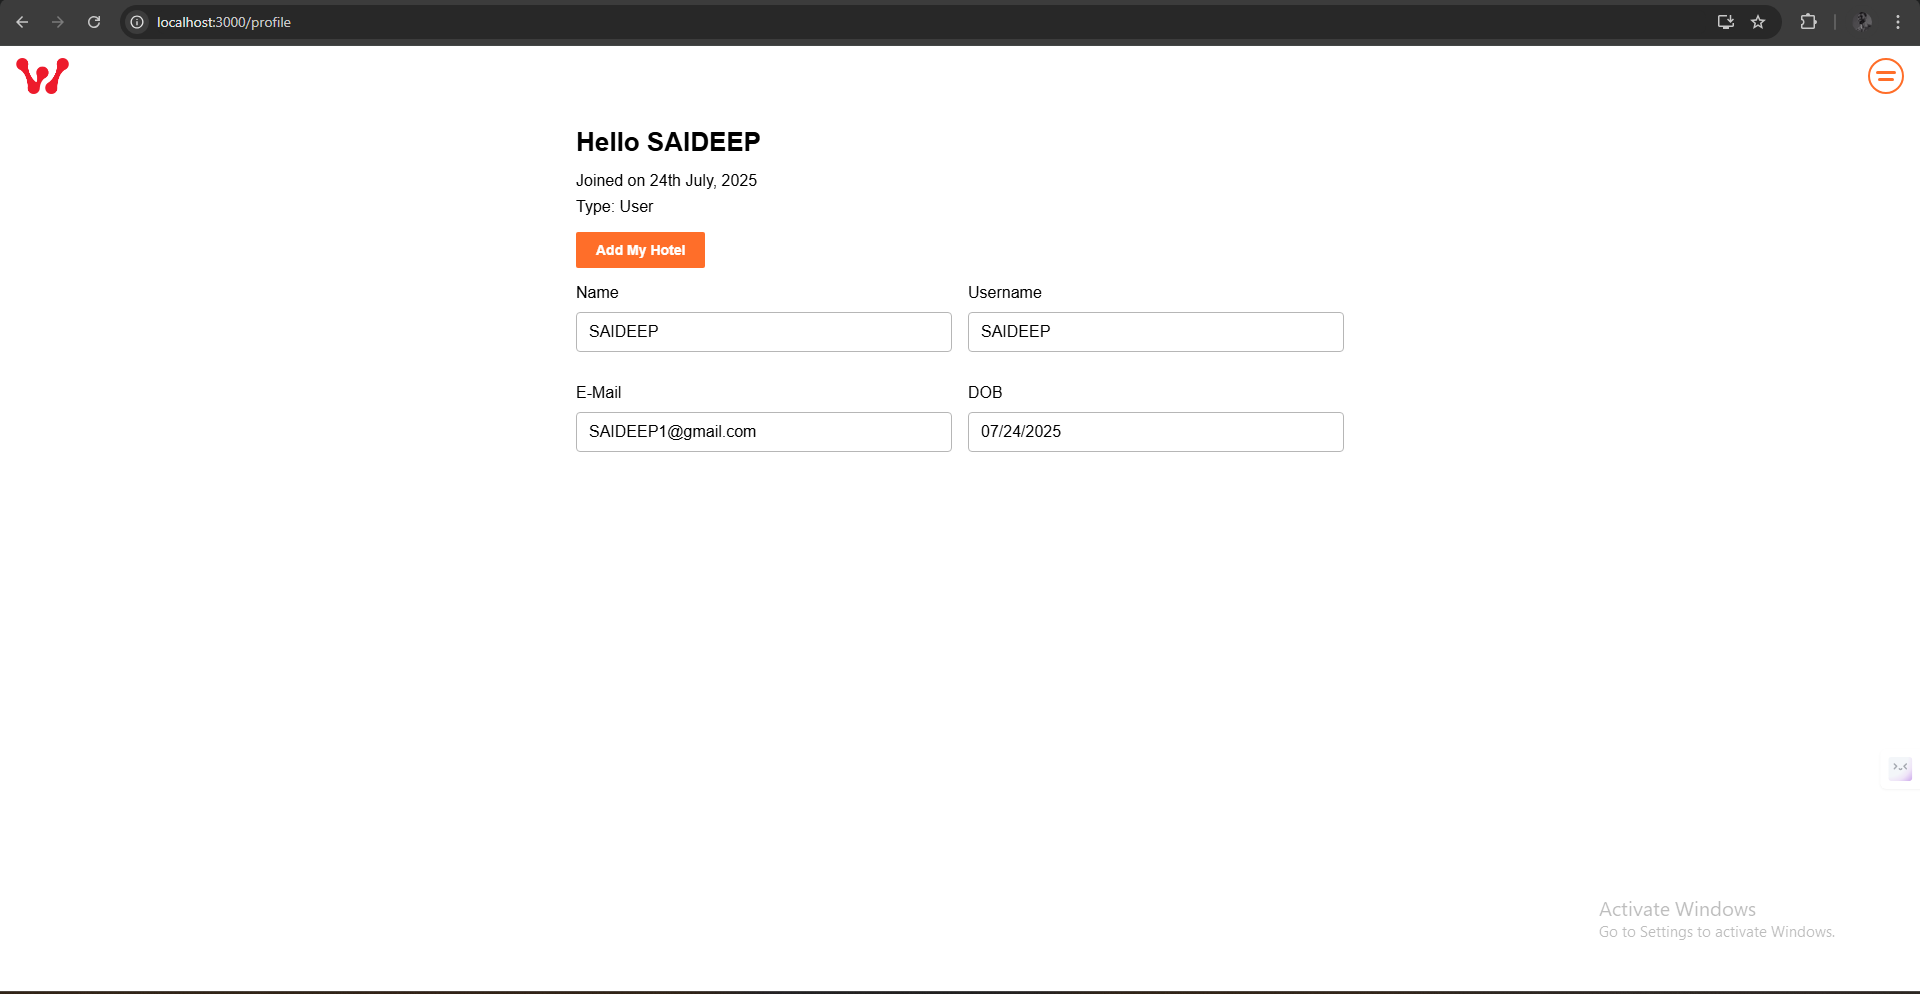 localhost:3000/profile
Hello SAIDEEP
Joined on 24th July, 2025
Type: User
Add My Hotel
Name
Username
SAIDEEP
SAIDEEP
E-Mail
DOB
SAIDEEP1@gmail.com
07/24/2025
Activate Windows
Go to Settings to activate Windows.